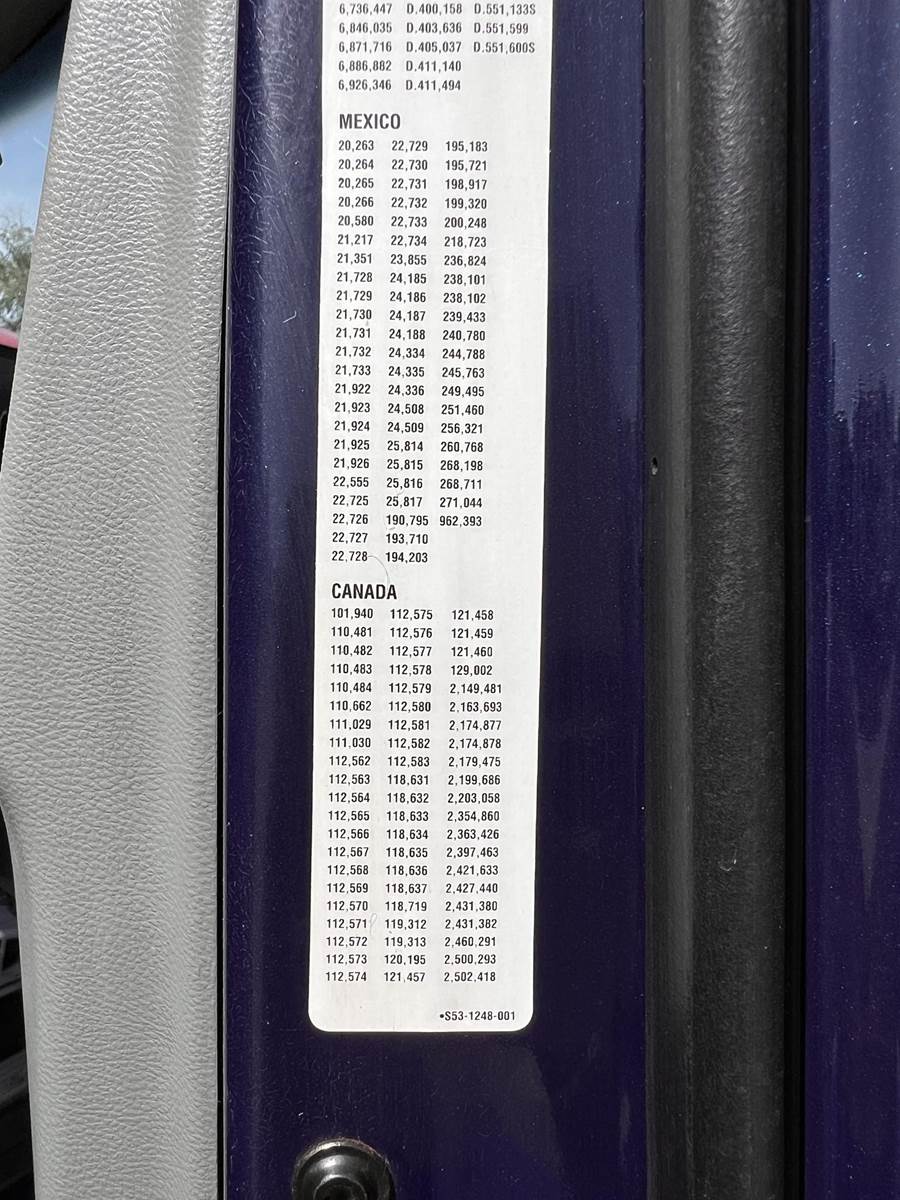 6,736,447 D.400,158 D.551,133S
6,846,035 D.403,636 D.551,599
6,871,716 D.405,037 D.551,600S
6,886,882 D.411,140
6,926,346 D.411,494
MEXICO
20,263 22,729 195,183
20,264 22,730 195,721
20,265 22,731 198,917
20,266 22,732 199,320
20,580 22,733 200,248
21,217 22,734 218,723
21,351 23,855 236,824
21,728 24,185 238,101
21,729 24,186 238,102
21,730 24,187 239,433
21,731 24,188 240,780
21,732 24,334 244,788
21,733 24,335 245,763
21,922 24,336 249,495
21,923 24,508 251,460
21,924 24,509 256,321
21,925 25,814 260,768
21,926 25,815 268,198
22,555 25,816 268,711
22,725 25,817 271,044
22,726 190,795 962,393
22,727 193,710
22,728 194,203
CANADA
101,940 112,575 121,458
110,481 112,576 121,459
110,482 112,577 121,460
110,483 112,578 129,002
110,484 112,579 2,149,481
110,662 112,580 2,163,693
111,029 112,581 2,174,877
111,030 112,582 2,174,878
112,562 112,583 2,179,475
112,563 118,631 2,199,686
112,564 118,632 2,203,058
112,565 118,633 2,354,860
112,566 118,634 2,363,426
112,567 118,635 2,397,463
112,568 118,636 2,421,633
112,569 118,637 2,427,440
112,570 118,719 2,431,380
112,571 119,312 2,431,382
112,572 119,313 2,460,291
112,573 120,195 2,500,293
112,574 121,457 2,502,418
•S53-1248-001